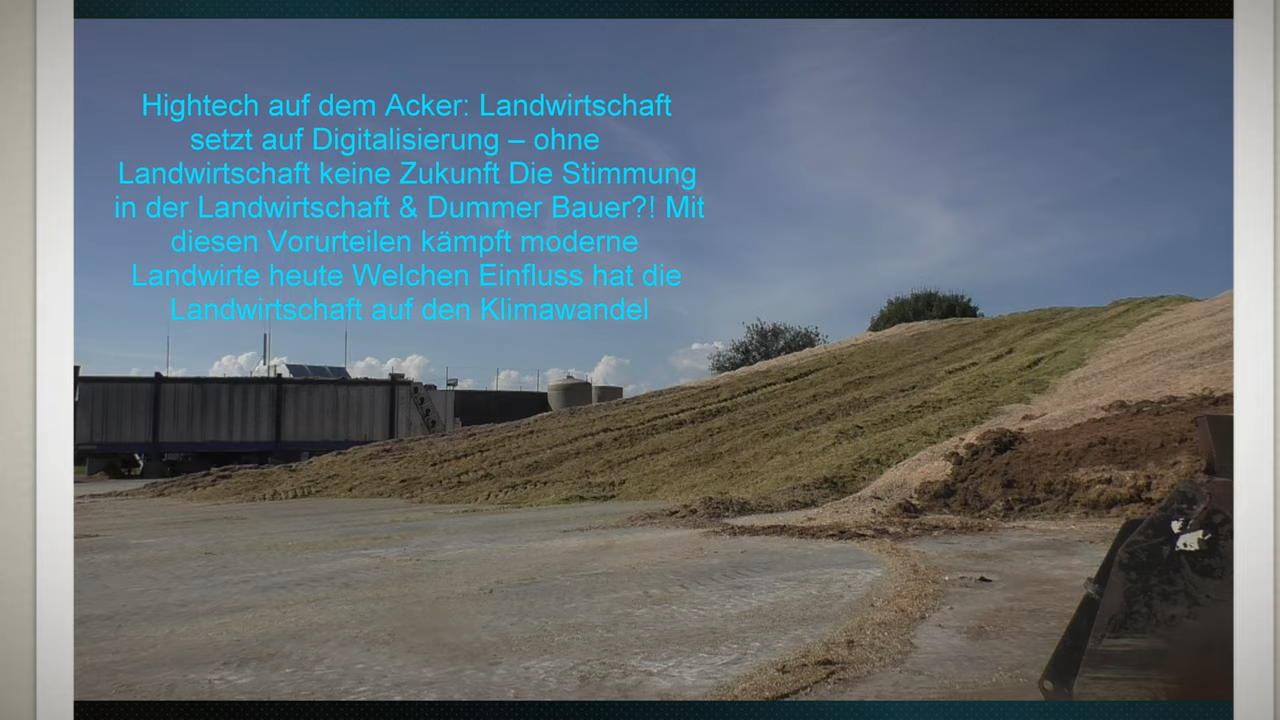 Hightech auf dem Acker: Landwirtschaft
setzt auf Digitalisierung – ohne
Landwirtschaft keine Zukunft Die Stimmung
in der Landwirtschaft & Dummer Bauer?! Mit
diesen Vorurteilen kämpft moderne
Landwirte heute Welchen Einfluss hat die
Landwirtschaft auf den Klimawandel